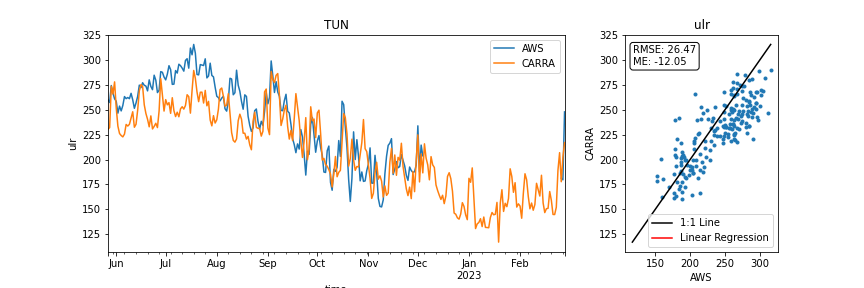 TUN
325
300
275
250
225
200
175
150
125
ulr
AWS
CARRA
Jun
Jul
Aug
Sep
Oct
Nov
Dec
Jan
2023
Feb
ulr
RMSE: 26.47
ME: -12.05
325
300
275
250
225
200
175
150
125
CARRA
1:1 Line
Linear Regression
150
200
250
300
AWS